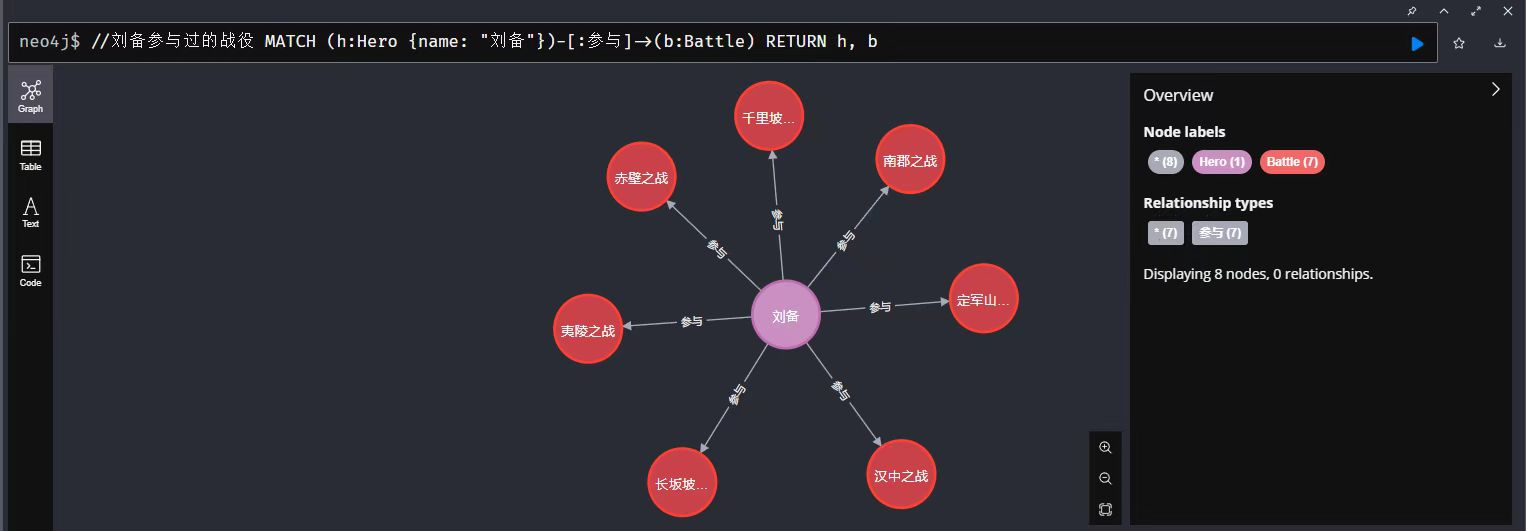 neo4j$ //刘备参与过的战役 MATCH (h:Hero {name: "刘备"})-[:参与]→(b:Battle) RETURN h, b
Graph
Table
Text
Code
千里坡...
南郡之战
赤壁之战
参与
参与
参与
定军山...
参与
刘备
参与
夷陵之战
参与
参与
长坂坡...
汉中之战
Overview
Node labels
* (8) Hero (1) Battle (7)
Relationship types
* (7) 参与 (7)
Displaying 8 nodes, 0 relationships.